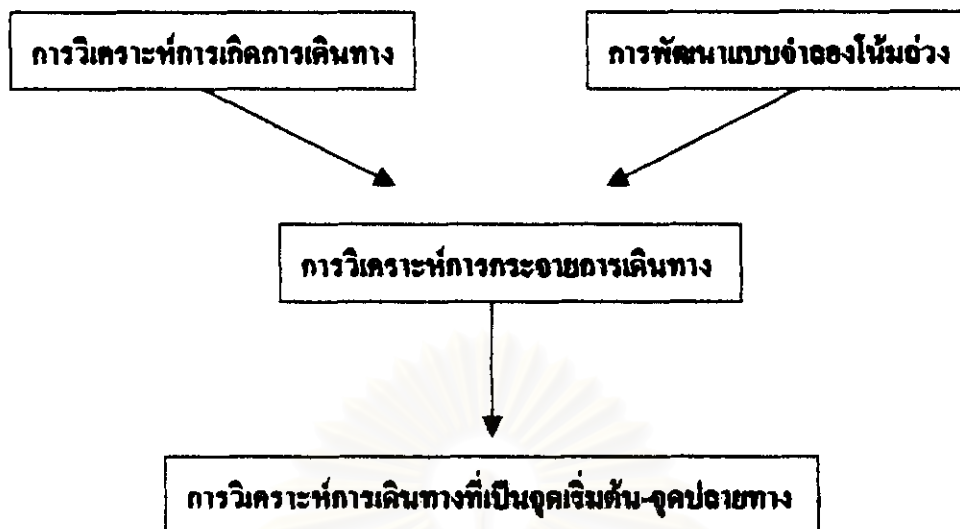 การวิเคราะห์การเกิดการเดินทาง
การพัฒนาแบบจำลองโน้มถ่วง
การวิเคราะห์การกระจายการเดินทาง
การวิเคราะห์การเดินทางที่เป็นจุดเริ่มต้น-จุดปลายทาง